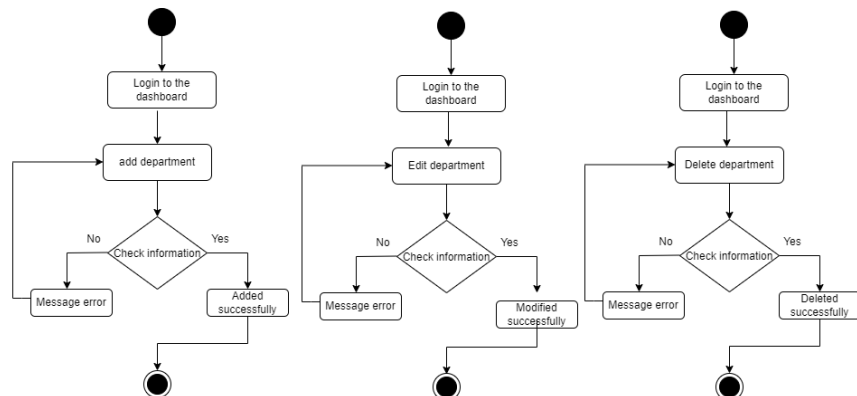 Login to the
dashboard
add department
No
Yes
Check information
Message error
Added
successfully
Login to the
dashboard
Edit department
No
Yes
Check information
Message error
Modified
successfully
Login to the
dashboard
Delete department
No
Yes
Check information
Message error
Deleted
successfully